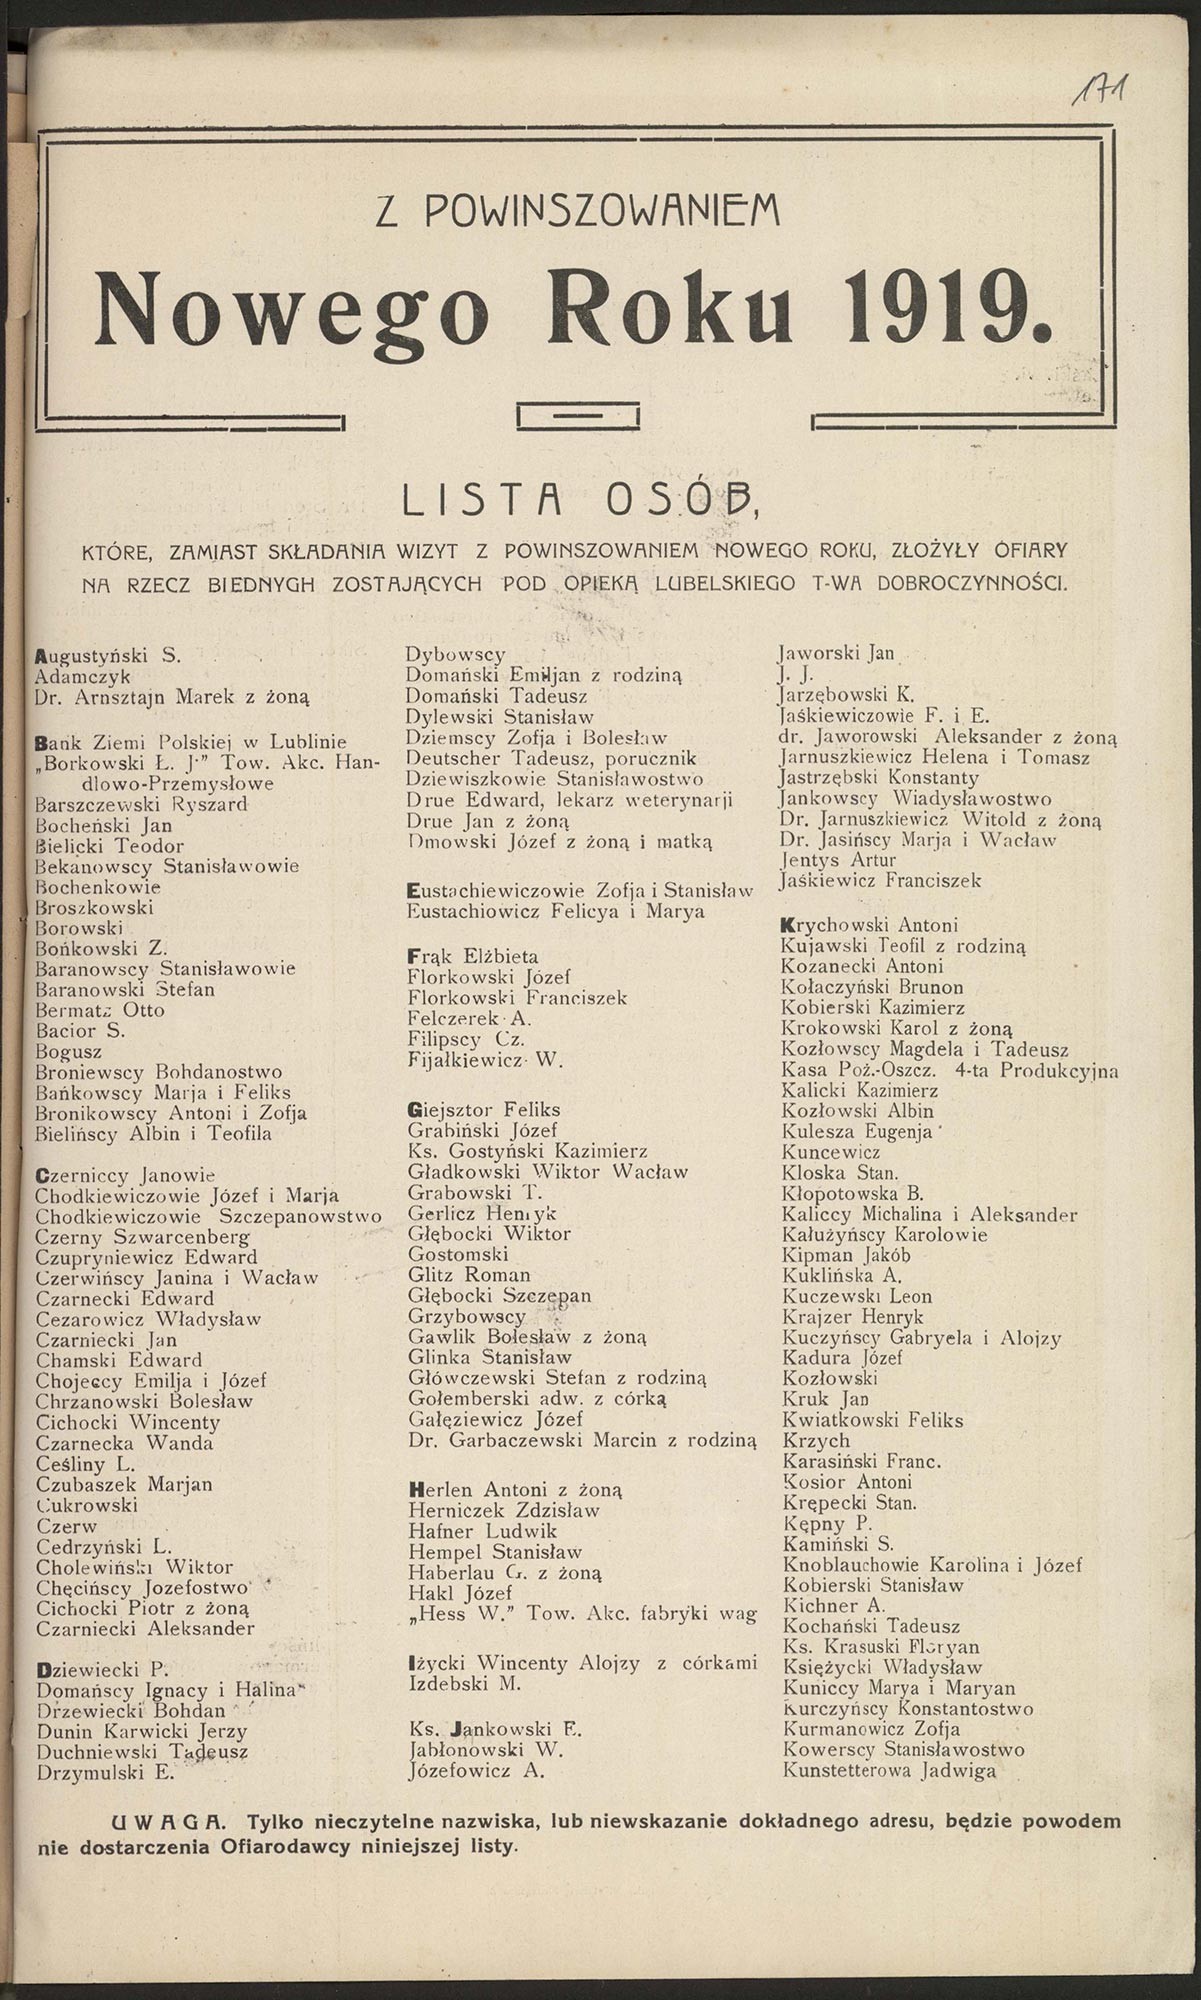 171
Z POWINSZOWANIEM
Nowego Roku 1919.
LISTA OSÓB,
KTÓRE, ZAMIAST SKŁADANIA WIZYT Z POWINSZOWANIEM NOWEGO ROKU, ZŁOŻYŁY OFIARY
NA RZECZ BIEDNYGH ZOSTAJĄCYCH POD OPIEKĄ LUBELSKIEGO T-WA DOBROCZYNNOŚCI.
Augustyński S.
Adamczyk
Dr. Arnsztajn Marek z żoną
Bank Ziemi Polskiej w Lublinie
„Borkowski Ł. J.” Tow. Akc. Han-
dlowo-Przemysłowe
Barszczewski Ryszard
Bocheński Jan
Bielicki Teodor
Bekanowscy Stanisławowie
Bochenkowie
Broszkowski
Borowski
Bońkowski Z.
Baranowscy Stanisławowie
Baranowski Stefan
Bermatz Otto
Bacior S.
Bogusz
Broniewscy Bohdanostwo
Bańkowscy Marja i Feliks
Bronikowscy Antoni i Zofja
Bielińscy Albin i Teofila
Czerniccy Janowie
Chodkiewiczowie Józef i Marja
Chodkiewiczowie Szczepanowstwo
Czerny Szwarcenberg
Czupryniewicz Edward
Czerwińscy Janina i Wacław
Czarnecki Edward
Cezarowicz Władysław
Czarniecki Jan
Chamski Edward
Chojeccy Emilja i Józef
Chrzanowski Bolesław
Cichocki Wincenty
Czarnecka Wanda
Ceśliny L.
Czubaszek Marjan
Cukrowski
Czerw
Cedrzyński L.
Cholewiński Wiktor
Chęcińscy Jozefostwo
Cichocki Piotr z żoną
Czarniecki Aleksander
Dziewiecki P.
Domańscy Ignacy i Halina
Drzewiecki Bohdan
Dunin Karwicki Jerzy
Duchniewski Tadeusz
Drzymulski E.
Dybowscy
Domański Emiljan z rodziną
Domański Tadeusz
Dylewski Stanisław
Dziemscy Zofja i Bolesław
Deutscher Tadeusz, porucznik
Dziewiszkowie Stanisławostwo
Drue Edward, lekarz weterynarji
Drue Jan z żoną
Dmowski Józef z żoną i matką
Eustachiewiczowie Zofja i Stanisław
Eustachiowicz Felicya i Marya
Frąk Elżbieta
Florkowski Józef
Florkowski Franciszek
Felczerek A.
Filipscy Cz.
Fijałkiewicz W.
Giejsztor Feliks
Grabiński Józef
Ks. Gostyński Kazimierz
Gładkowski Wiktor Wacław
Grabowski T.
Gerlicz Henryk
Głębocki Wiktor
Gostomski
Glitz Roman
Głębocki Szczepan
Grzybowscy
Gawlik Bolesław z żoną
Glinka Stanisław
Główczewski Stefan z rodziną
Gołemberski adw. z córką
Gałęziewicz Józef
Dr. Garbaczewski Marcin z rodziną
Herlen Antoni z żoną
Herniczek Zdzisław
Hafner Ludwik
Hempel Stanisław
Haberlau G. z żoną
Hakl Józef
„Hess W.” Tow. Akc. fabryki wag
Iżycki Wincenty Alojzy z córkami
Izdebski M.
Ks. Jankowski E.
Jabłonowski W.
Józefowicz A.
Jaworski Jan
J. J.
Jarzębowski K.
Jaśkiewiczowie F. i E.
dr. Jaworowski Aleksander z żoną
Jarnuszkiewicz Helena i Tomasz
Jastrzębski Konstanty
Jankowscy Wiadysławostwo
Dr. Jarnuszkiewicz Witold z żoną
Dr. Jasińscy Marja i Wacław
Jentys Artur
Jaśkiewicz Franciszek
Krychowski Antoni
Kujawski Teofil z rodziną
Kozanecki Antoni
Kołaczyński Brunon
Kobierski Kazimierz
Krokowski Karol z żoną
Kozłowscy Magdela i Tadeusz
Kasa Poż.-Oszcz. 4-ta Produkcyjna
Kalicki Kazimierz
Kozłowski Albin
Kulesza Eugenja
Kuncewicz
Kloska Stan.
Kłopotowska B.
Kaliccy Michalina i Aleksander
Kałużyńscy Karolowie
Kipman Jakób
Kuklińska A.
Kuczewski Leon
Krajzer Henryk
Kuczyńscy Gabryela i Alojzy
Kadura Józef
Kozłowski
Kruk Jan
Kwiatkowski Feliks
Krzych
Karasiński Franc.
Kosior Antoni
Krępecki Stan.
Kępny P.
Kamiński S.
Knoblauchowie Karolina i Józef
Kobierski Stanisław
Kichner A.
Kochański Tadeusz
Ks. Krasuski Floryan
Księżycki Władysław
Kuniccy Marya i Maryan
Kurczyńscy Konstantostwo
Kurmanowicz Zofja
Kowerscy Stanisławostwo
Kunstetterowa Jadwiga
UWAGA. Tylko nieczytelne nazwiska, lub niewskazanie dokładnego adresu, będzie powodem
nie dostarczenia Ofiarodawcy niniejszej listy.